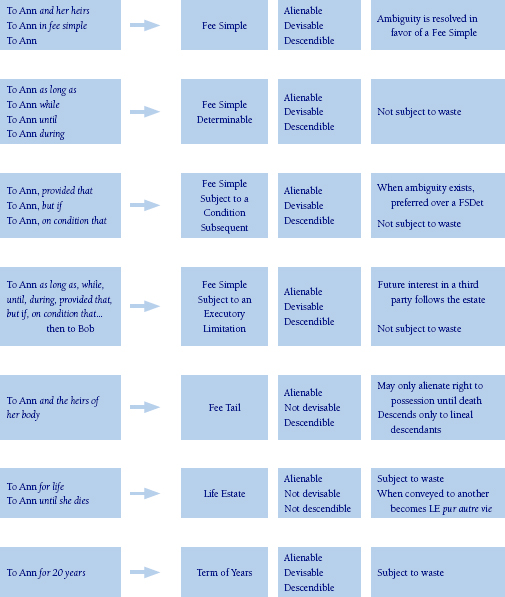 To Ann and her heirs
To Ann in fee simple
To Ann
Fee Simple
Alienable
Devisable
Descendible
Ambiguity is resolved in
favor of a Fee Simple
To Ann as long as
To Ann while
To Ann until
To Ann during
Fee Simple
Determinable
Alienable
Devisable
Descendible
Not subject to waste
To Ann, provided that
To Ann, but if
To Ann, on condition that
Fee Simple
Subject to a
Condition
Subsequent
Alienable
Devisable
Descendible
When ambiguity exists,
preferred over a FSDet
Not subject to waste
To Ann as long as, while,
until, during, provided that,
but if, on condition that...
then to Bob
Fee Simple
Subject to an
Executory
Limitation
Alienable
Devisable
Descendible
Future interest in a third
party follows the estate
Not subject to waste
To Ann and the heirs of
her body
Fee Tail
Alienable
Not devisable
Descendible
May only alienate right to
possession until death
Descends only to lineal
descendants
To Ann for life
To Ann until she dies
Life Estate
Alienable
Not devisable
Not descendible
Subject to waste
When conveyed to another
becomes LE pur autre vie
To Ann for 20 years
Term of Years
Alienable
Devisable
Descendible
Subject to waste